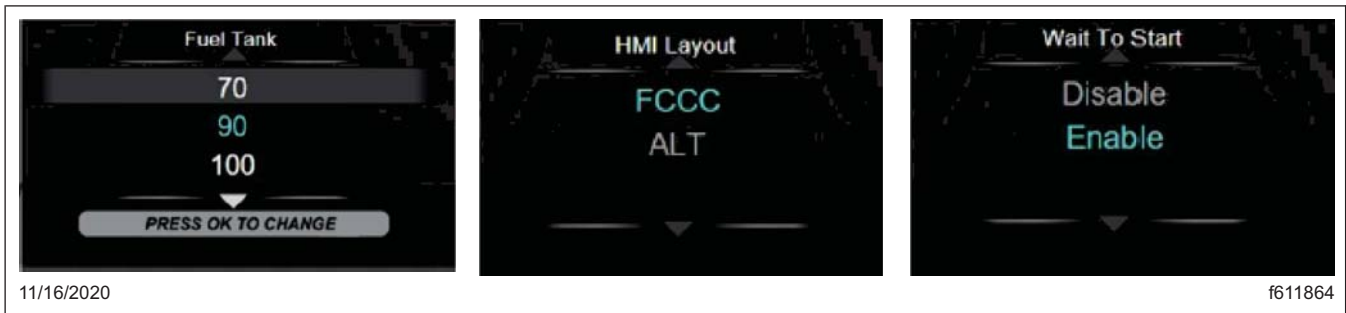 Fuel Tank
70
90
100
PRESS OK TO CHANGE
HMI Layout
FCCC
ALT
Wait To Start
Disable
Enable
11/16/2020
f611864